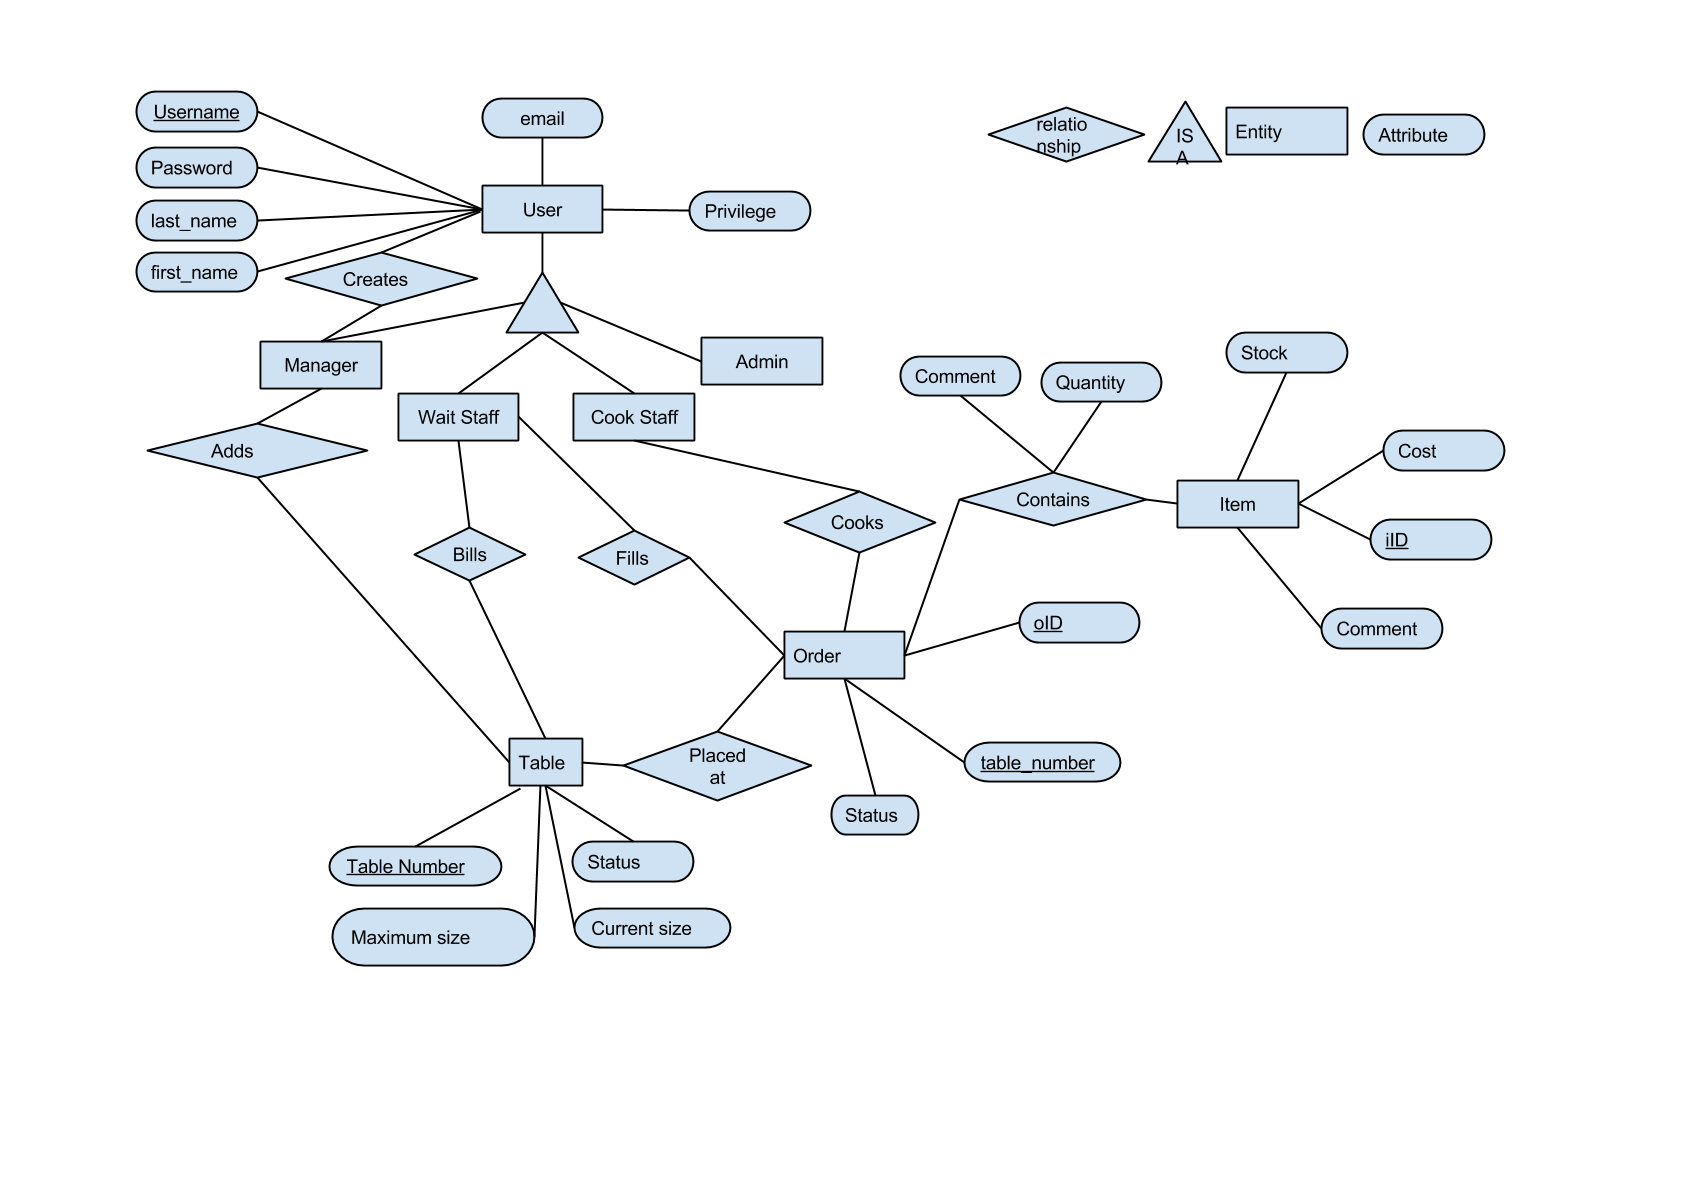 Username
email
relatio
nship
IS
A
Entity
Attribute
Password
last_name
User
Privilege
first_name
Creates
Manager
Admin
Stock
Comment
Quantity
Wait Staff
Cook Staff
Adds
Cost
Contains
Item
Cooks
Bills
Fills
iID
oID
Comment
Order
Table
Placed
at
table_number
Status
Table Number
Status
Maximum size
Current size